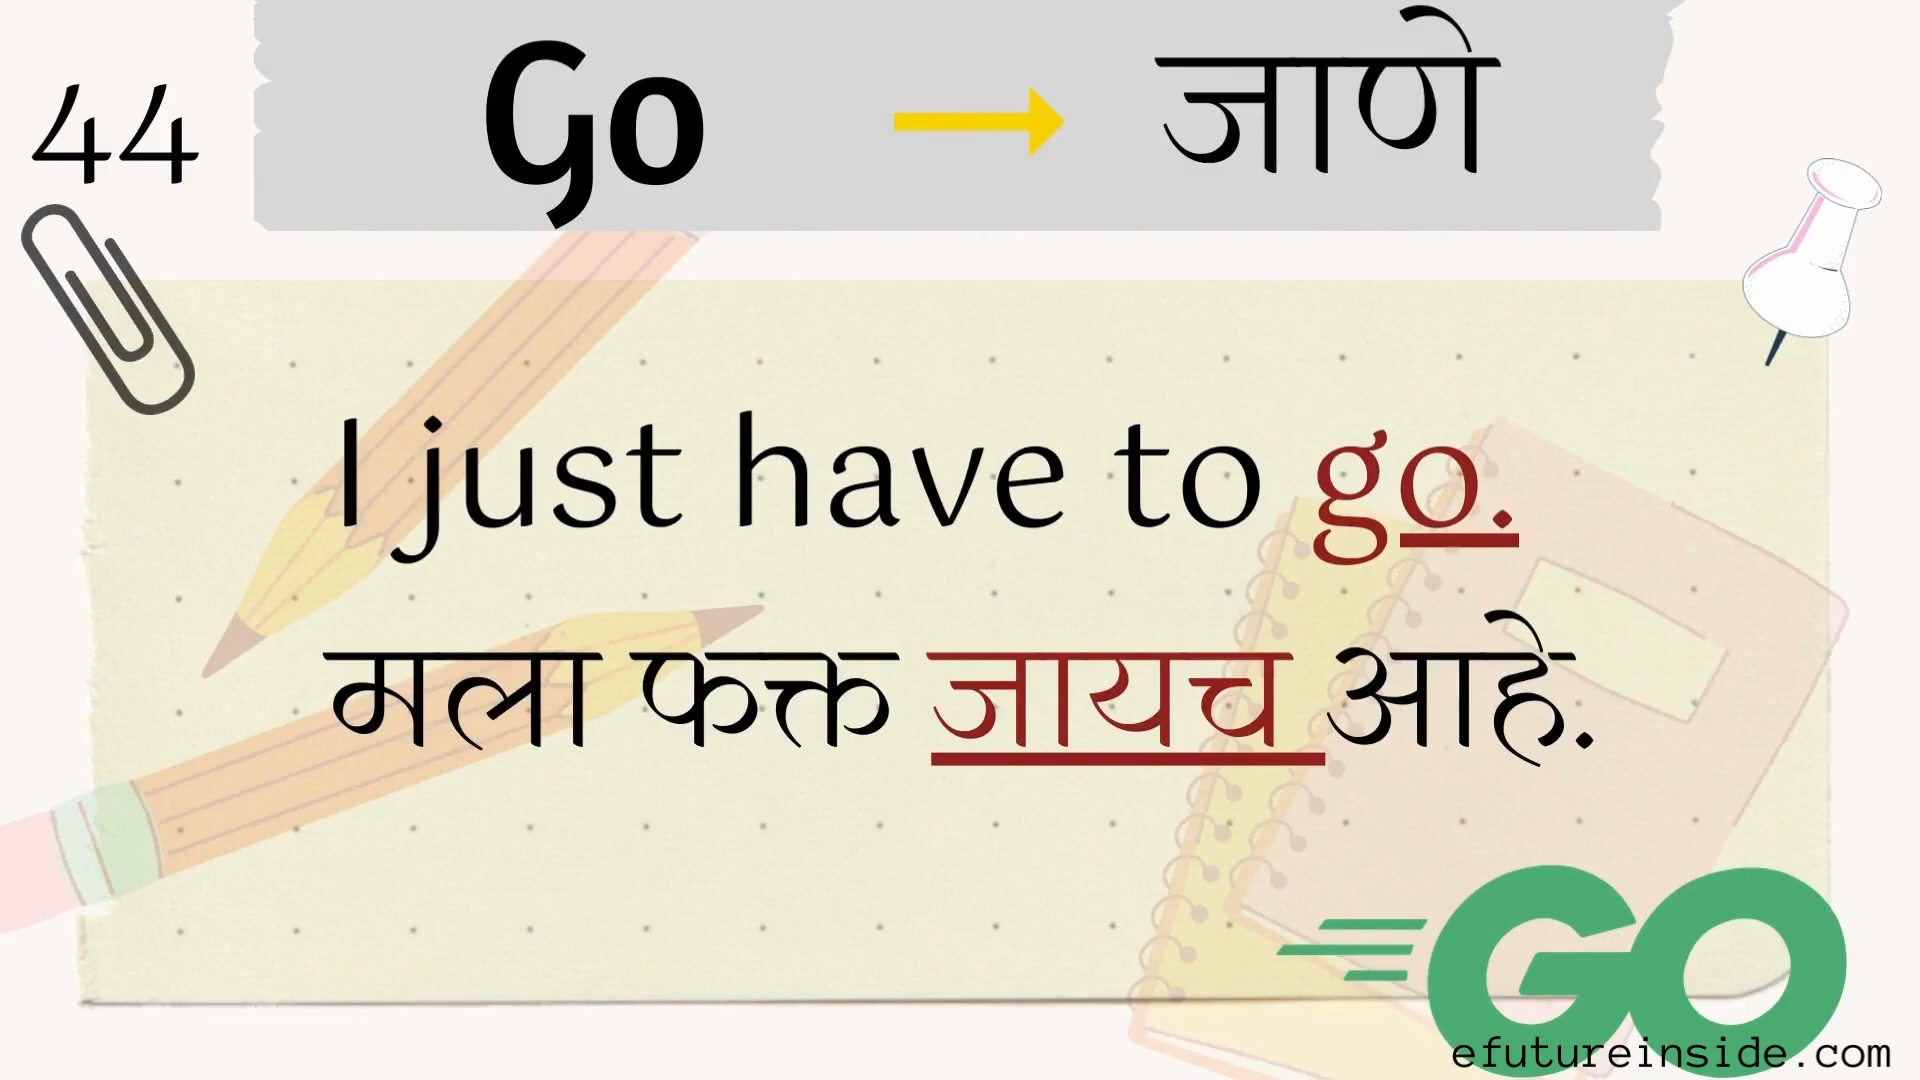 44
Go → जाणे
I just have to go.
मला फक्त जायच आहे.
GO
efutureinside.com